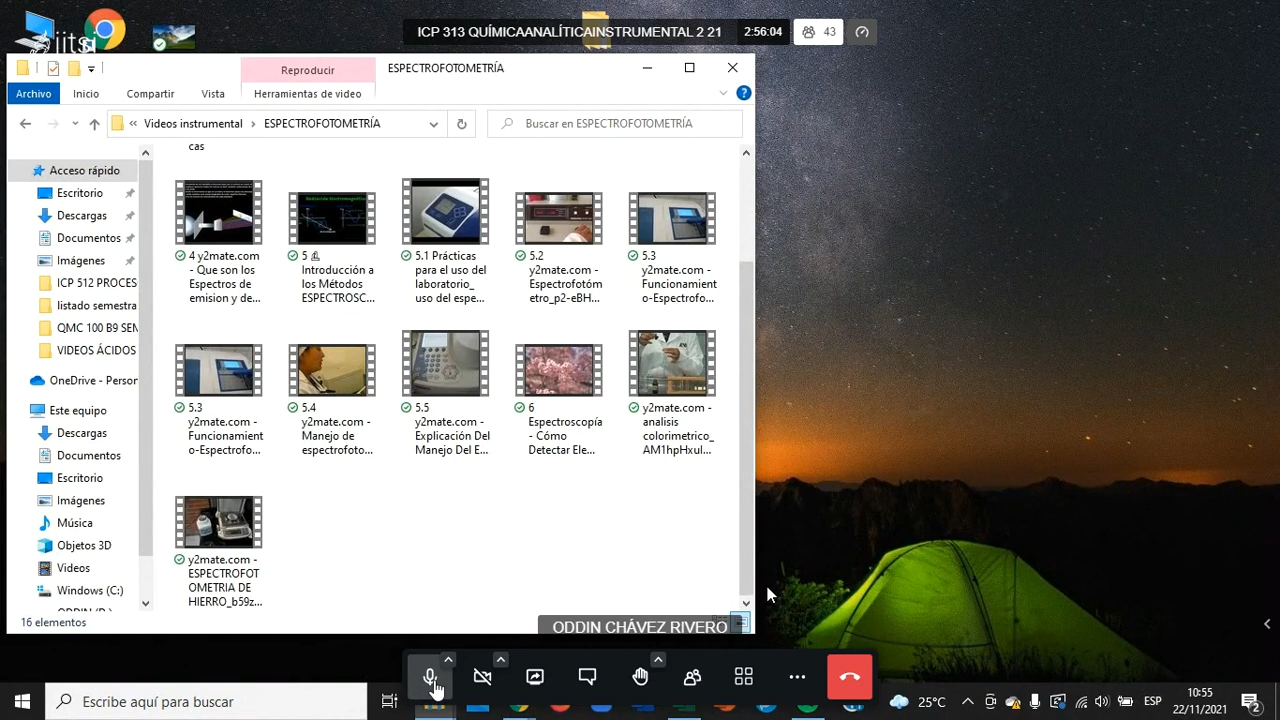 jitsi
ICP 313 QUÍMICAANALÍTICAINSTRUMENTAL 2 21
2:56:04
43
Reproducir
ESPECTROFOTOMETRÍA
Archivo
Inicio
Compartir
Vista
Herramientas de video
Videos instrumental
ESPECTROFOTOMETRÍA
Buscar en ESPECTROFOTOMETRÍA
Acceso rápido
Escritorio
Descargas
Documentos
Imágenes
ICP 512 PROCES
listado semestra
QMC 100 B9 SEM
VIDEOS ÁCIDOS
OneDrive - Person
Este equipo
Descargas
Documentos
Escritorio
Imágenes
Música
Objetos 3D
Videos
Windows (C:)
cas
4 y2mate.com
- Que son los
Espectros de
emision y de...
5
Introducción a
los Métodos
ESPECTROSC...
5.1 Prácticas
para el uso del
laboratorio_
uso del espe...
5.2
y2mate.com -
Espectrofotóm
etro_p2-eBH...
5.3
y2mate.com -
Funcionamient
o-Espectrofo...
5.3
y2mate.com -
Funcionamient
o-Espectrofo...
5.4
y2mate.com -
Manejo de
espectrofoto...
5.5
y2mate.com -
Explicación Del
Manejo Del E...
6
Espectroscopía
- Cómo
Detectar Ele...
y2mate.com -
analisis
colorimetrico_
AM1hpHxuI...
y2mate.com -
ESPECTROFOT
OMETRIA DE
HIERRO_b59z...
16 elementos
ODDIN CHÁVEZ RIVERO
Escribe aquí para buscar
25°C
ESP
10:55
22/11/2021
2